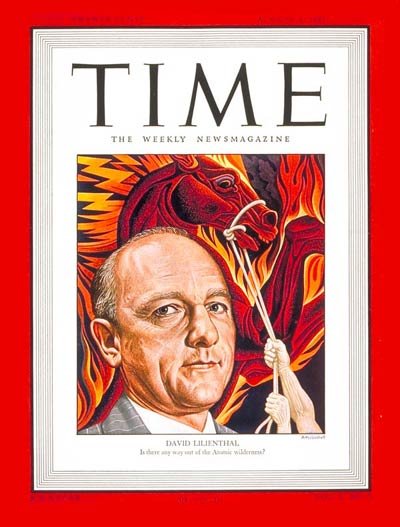 TIME
THE WEEKLY NEWSMAGAZINE
DAVID LILIENTHAL
Is there any way out of the Atomic wilderness?